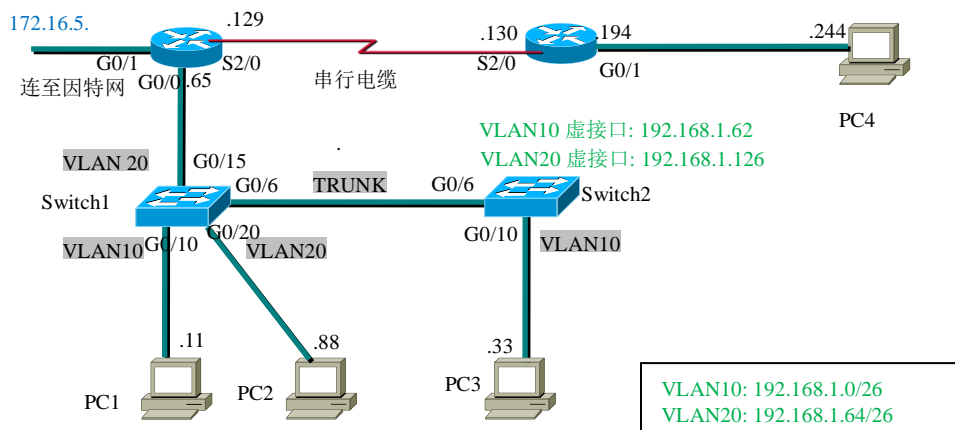 172.16.5.
.129
.130
.194
.244
G0/1
S2/0
S2/0
G0/1
连至因特网
G0/0
.65
串行电缆
PC4
VLAN10 虚接口: 192.168.1.62
VLAN20 虚接口: 192.168.1.126
.
VLAN 20
G0/15
G0/6
TRUNK
G0/6
Switch1
Switch2
VLAN10
G0/10
G0/20
VLAN20
G0/10
VLAN10
.11
.88
.33
PC1
PC2
PC3
VLAN10: 192.168.1.0/26
VLAN20: 192.168.1.64/26